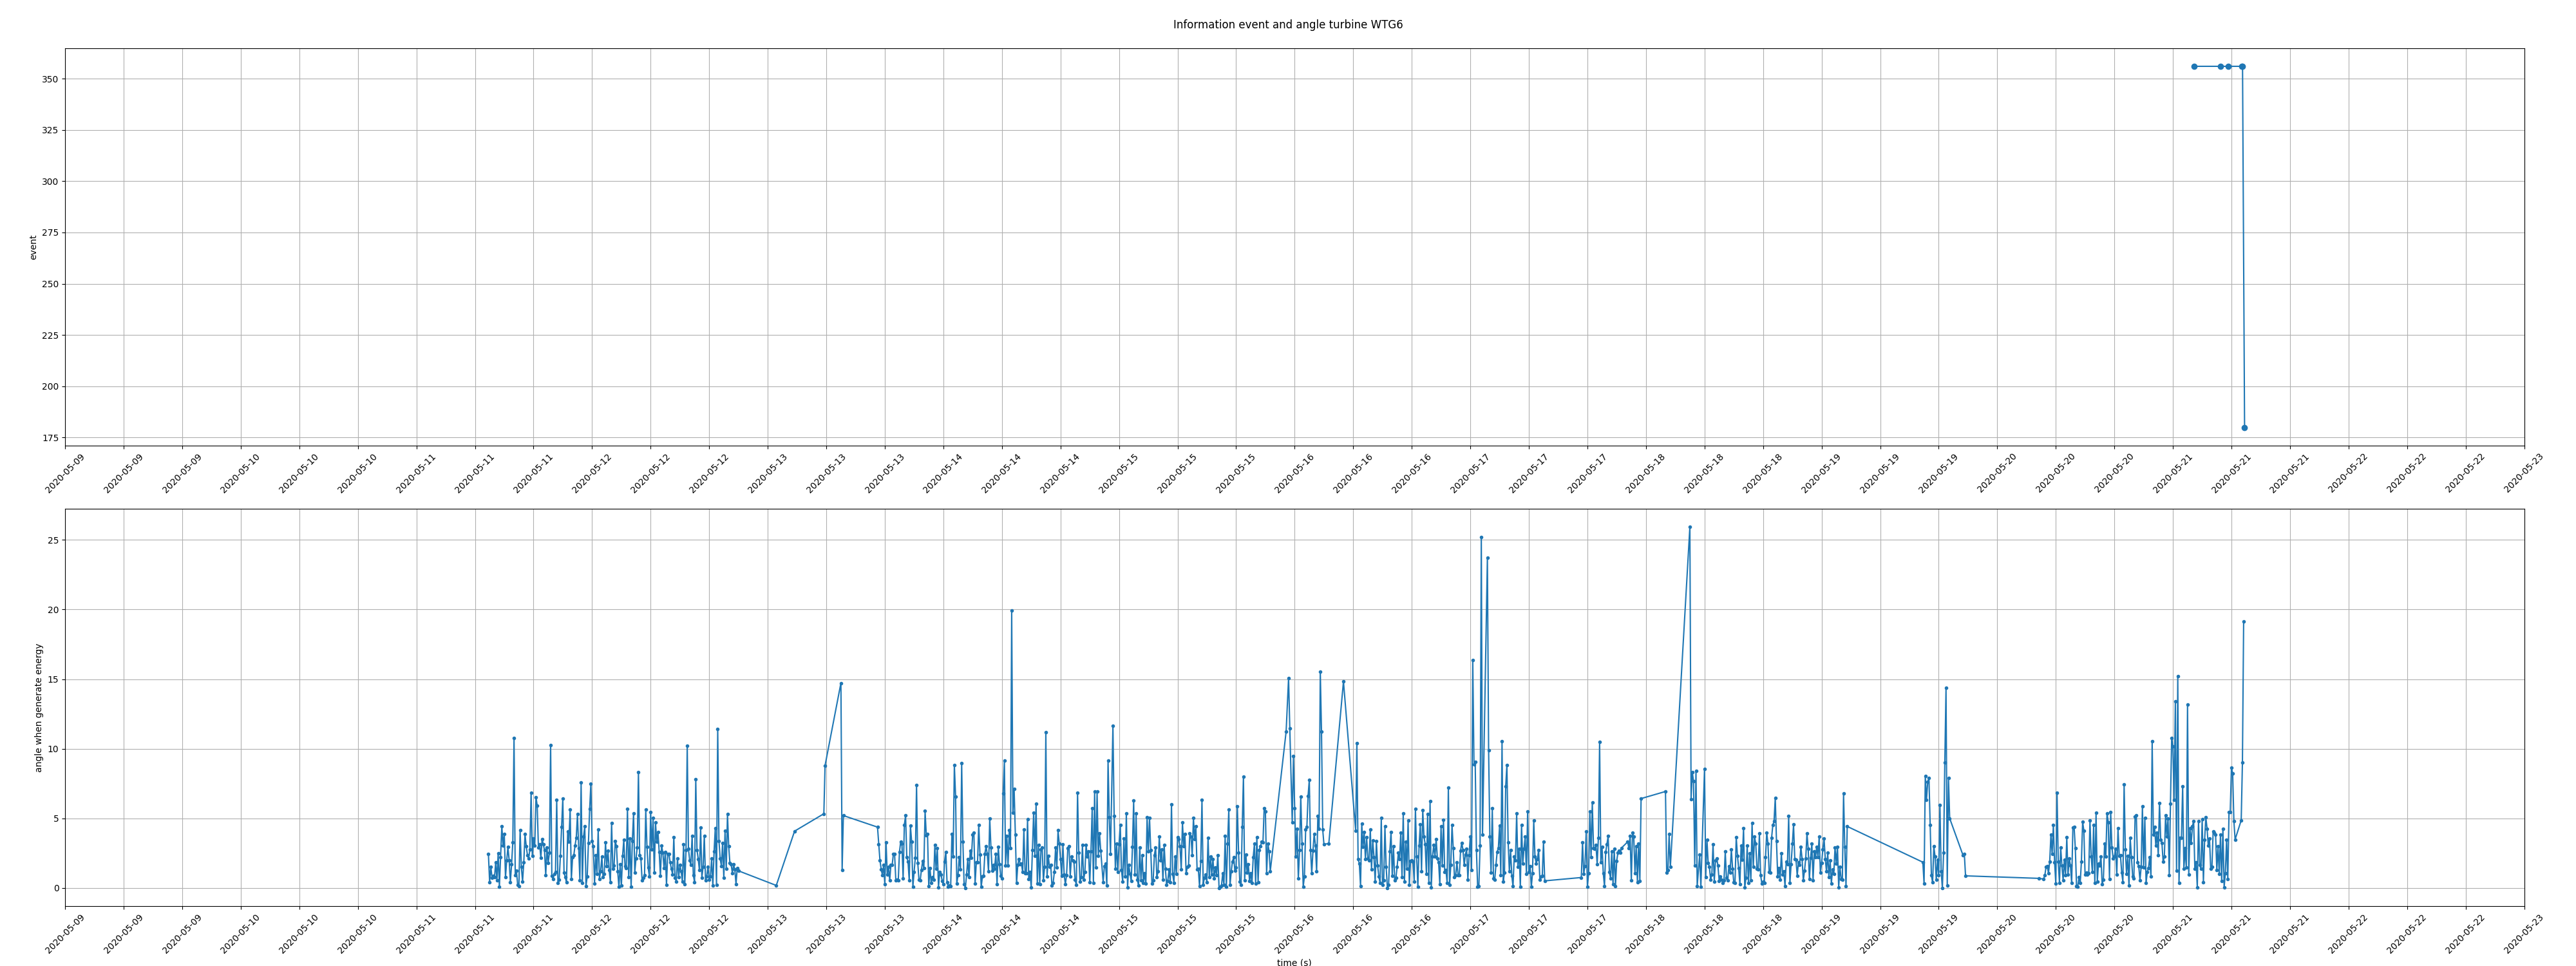 Information event and angle turbine WTG6
350
325
300
275
250
225
200
175
event
2020-05-09 2020-05-09 2020-05-09 2020-05-10 2020-05-10 2020-05-10 2020-05-11 2020-05-11 2020-05-11 2020-05-12 2020-05-12 2020-05-12 2020-05-13 2020-05-13 2020-05-13 2020-05-14 2020-05-14 2020-05-14 2020-05-15 2020-05-15 2020-05-15 2020-05-16 2020-05-16 2020-05-16 2020-05-17 2020-05-17 2020-05-17 2020-05-18 2020-05-18 2020-05-18 2020-05-19 2020-05-19 2020-05-19 2020-05-20 2020-05-20 2020-05-20 2020-05-21 2020-05-21 2020-05-21 2020-05-22 2020-05-22 2020-05-22 2020-05-23
25
20
15
10
5
0
angle when generate energy
2020-05-09 2020-05-09 2020-05-09 2020-05-10 2020-05-10 2020-05-10 2020-05-11 2020-05-11 2020-05-11 2020-05-12 2020-05-12 2020-05-12 2020-05-13 2020-05-13 2020-05-13 2020-05-14 2020-05-14 2020-05-14 2020-05-15 2020-05-15 2020-05-15 2020-05-16 2020-05-16 2020-05-16 2020-05-17 2020-05-17 2020-05-17 2020-05-18 2020-05-18 2020-05-18 2020-05-19 2020-05-19 2020-05-19 2020-05-20 2020-05-20 2020-05-20 2020-05-21 2020-05-21 2020-05-21 2020-05-22 2020-05-22 2020-05-22 2020-05-23
time (s)